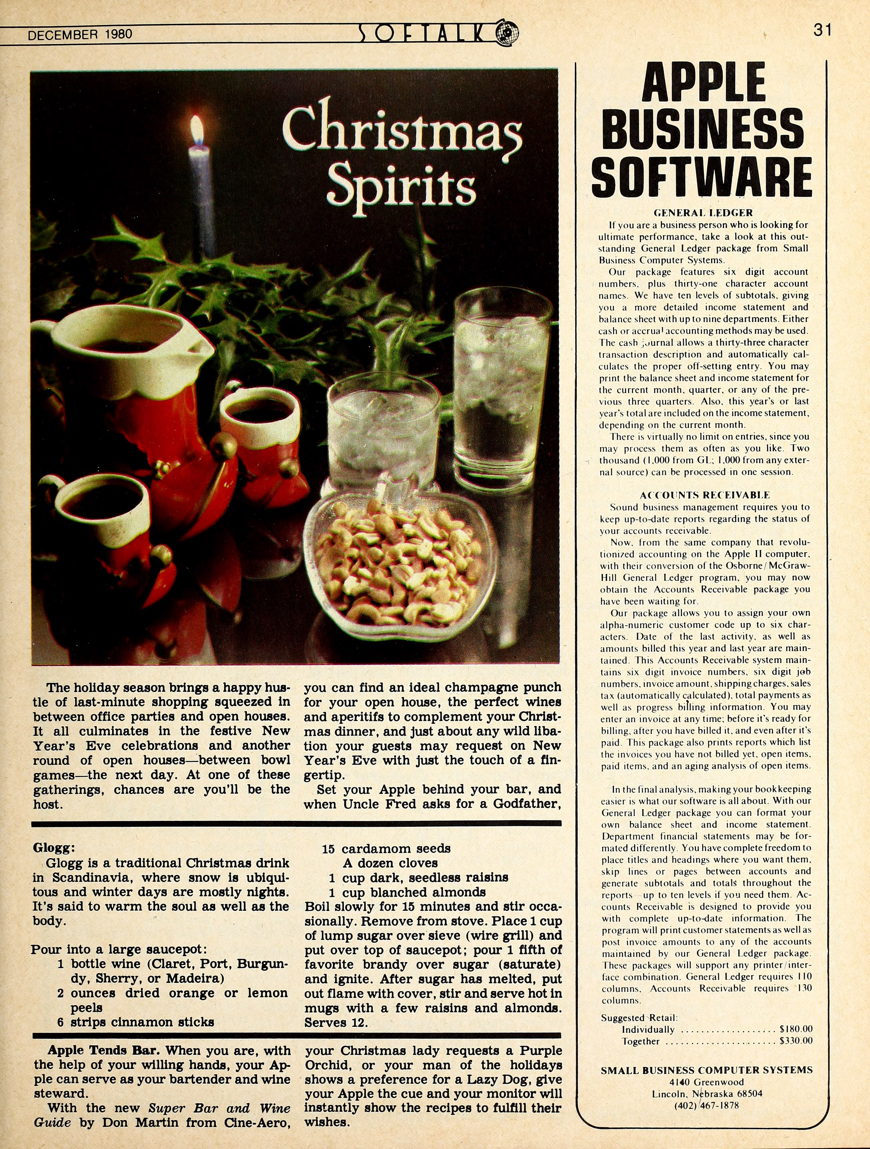 DECEMBER 1980
SOFTALK
31
Christmas
Spirits
The holiday season brings a happy hus-
tle of last-minute shopping squeezed in
between office parties and open houses.
It all culminates in the festive New
Year's Eve celebrations and another
round of open houses—between bowl
games—the next day. At one of these
gatherings, chances are you'll be the
host.
you can find an ideal champagne punch
for your open house, the perfect wines
and aperitifs to complement your Christ-
mas dinner, and just about any wild liba-
tion your guests may request on New
Year's Eve with just the touch of a fin-
gertip.
Set your Apple behind your bar, and
when Uncle Fred asks for a Godfather,
Glogg:
Glogg is a traditional Christmas drink
in Scandinavia, where snow is ubiqui-
tous and winter days are mostly nights.
It's said to warm the soul as well as the
body.
Pour into a large saucepot:
1 bottle wine (Claret, Port, Burgun-
dy, Sherry, or Madeira)
2 ounces dried orange or lemon
peels
6 strips cinnamon sticks
15 cardamom seeds
A dozen cloves
1 cup dark, seedless raisins
1 cup blanched almonds
Boil slowly for 15 minutes and stir occa-
sionally. Remove from stove. Place 1 cup
of lump sugar over sieve (wire grill) and
put over top of saucepot; pour 1 fifth of
favorite brandy over sugar (saturate)
and ignite. After sugar has melted, put
out flame with cover, stir and serve hot in
mugs with a few raisins and almonds.
Serves 12.
Apple Tends Bar. When you are, with
the help of your willing hands, your Ap-
ple can serve as your bartender and wine
steward.
With the new Super Bar and Wine
Guide by Don Martin from Cine-Aero,
your Christmas lady requests a Purple
Orchid, or your man of the holidays
shows a preference for a Lazy Dog, give
your Apple the cue and your monitor will
instantly show the recipes to fulfill their
wishes.
APPLE
BUSINESS
SOFTWARE
GENERAL LEDGER
If you are a business person who is looking for
ultimate performance, take a look at this out-
standing General Ledger package from Small
Business Computer Systems.
Our package features six digit account
numbers, plus thirty-one character account
names. We have ten levels of subtotals, giving
you a more detailed income statement and
balance sheet with up to nine departments. Either
cash or accrual accounting methods may be used.
The cash journal allows a thirty-three character
transaction description and automatically cal-
culates the proper off-setting entry. You may
print the balance sheet and income statement for
the current month, quarter, or any of the pre-
vious three quarters. Also, this year's or last
year's total are included on the income statement,
depending on the current month.
There is virtually no limit on entries, since you
may process them as often as you like. Two
thousand (1,000 from GL; 1,000 from any exter-
nal source) can be processed in one session.
ACCOUNTS RECEIVABLE
Sound business management requires you to
keep up-to-date reports regarding the status of
your accounts receivable.
Now, from the same company that revolu-
tionized accounting on the Apple II computer,
with their conversion of the Osborne/McGraw-
Hill General Ledger program, you may now
obtain the Accounts Receivable package you
have been waiting for.
Our package allows you to assign your own
alpha-numeric customer code up to six char-
acters. Date of the last activity, as well as
amounts billed this year and last year are main-
tained. This Accounts Receivable system main-
tains six digit invoice numbers, six digit job
numbers, invoice amount, shipping charges, sales
tax (automatically calculated), total payments as
well as progress billing information. You may
enter an invoice at any time; before it's ready for
billing, after you have billed it, and even after it's
paid. This package also prints reports which list
the invoices you have not billed yet, open items,
paid items, and an aging analysis of open items.
In the final analysis, making your bookkeeping
easier is what our software is all about. With our
General Ledger package you can format your
own balance sheet and income statement.
Department financial statements may be for-
mated differently. You have complete freedom to
place titles and headings where you want them,
skip lines or pages between accounts and
generate subtotals and totals throughout the
reports up to ten levels if you need them. Ac-
counts Receivable is designed to provide you
with complete up-to-date information. The
program will print customer statements as well as
post invoice amounts to any of the accounts
maintained by our General Ledger package.
These packages will support any printer/inter-
face combination. General Ledger requires 110
columns, Accounts Receivable requires 130
columns.
Suggested Retail:
Individually ................... $180.00
Together ...................... $330.00
SMALL BUSINESS COMPUTER SYSTEMS
4140 Greenwood
Lincoln, Nebraska 68504
(402) 467-1878